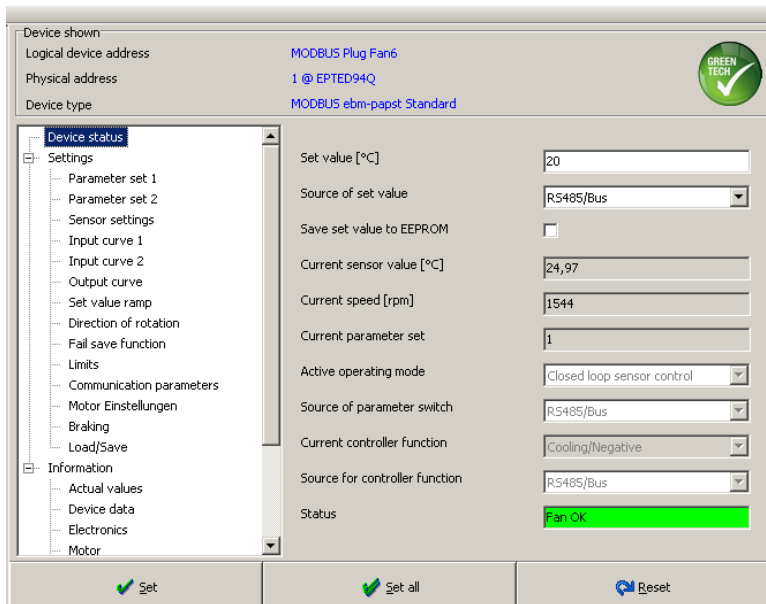 Device shown
Logical device address MODBUS Plug Fan6
Physical address 1 @ EPTED94Q
Device type MODBUS ebm-papst Standard
GREEN
TECH
Device status
Settings
Parameter set 1
Parameter set 2
Sensor settings
Input curve 1
Input curve 2
Output curve
Set value ramp
Direction of rotation
Fail save function
Limits
Communication parameters
Motor Einstellungen
Braking
Load/Save
Information
Actual values
Device data
Electronics
Motor
Set value [°C] 20
Source of set value RS485/Bus
Save set value to EEPROM
Current sensor value [°C] 24,97
Current speed [rpm] 1544
Current parameter set 1
Active operating mode Closed loop sensor control
Source of parameter switch RS485/Bus
Current controller function Cooling/Negative
Source for controller function RS485/Bus
Status Fan OK
Set Set all Reset